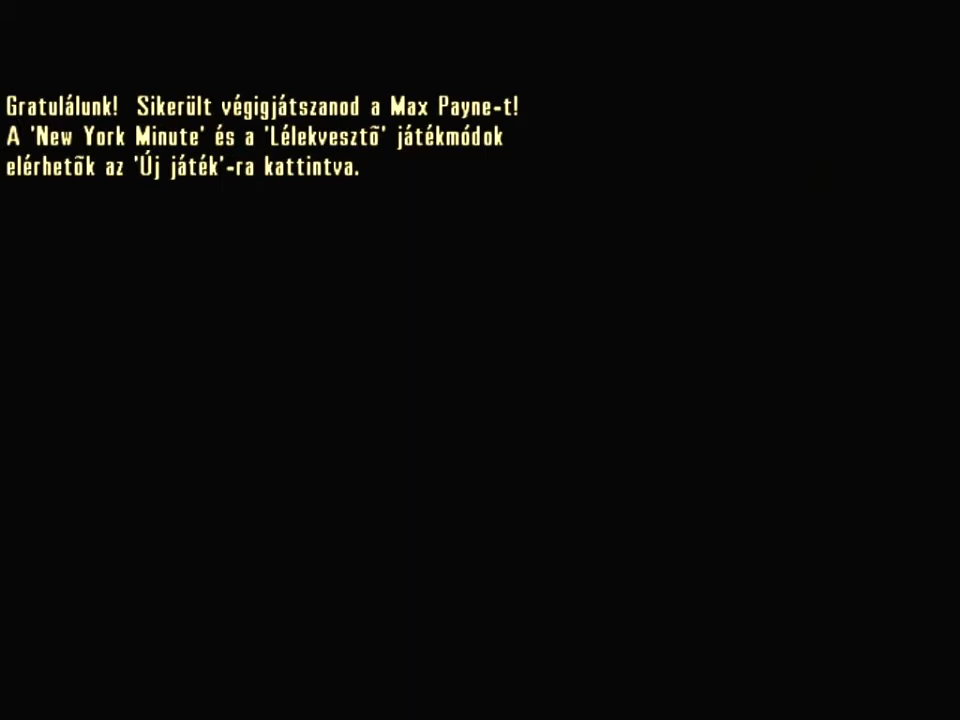 Gratulálunk!  Sikerült végigjátszanod a Max Payne-t!
A 'New York Minute' és a 'Lélekvesztõ' játékmódok
elérhetõk az 'Új játék'-ra kattintva.